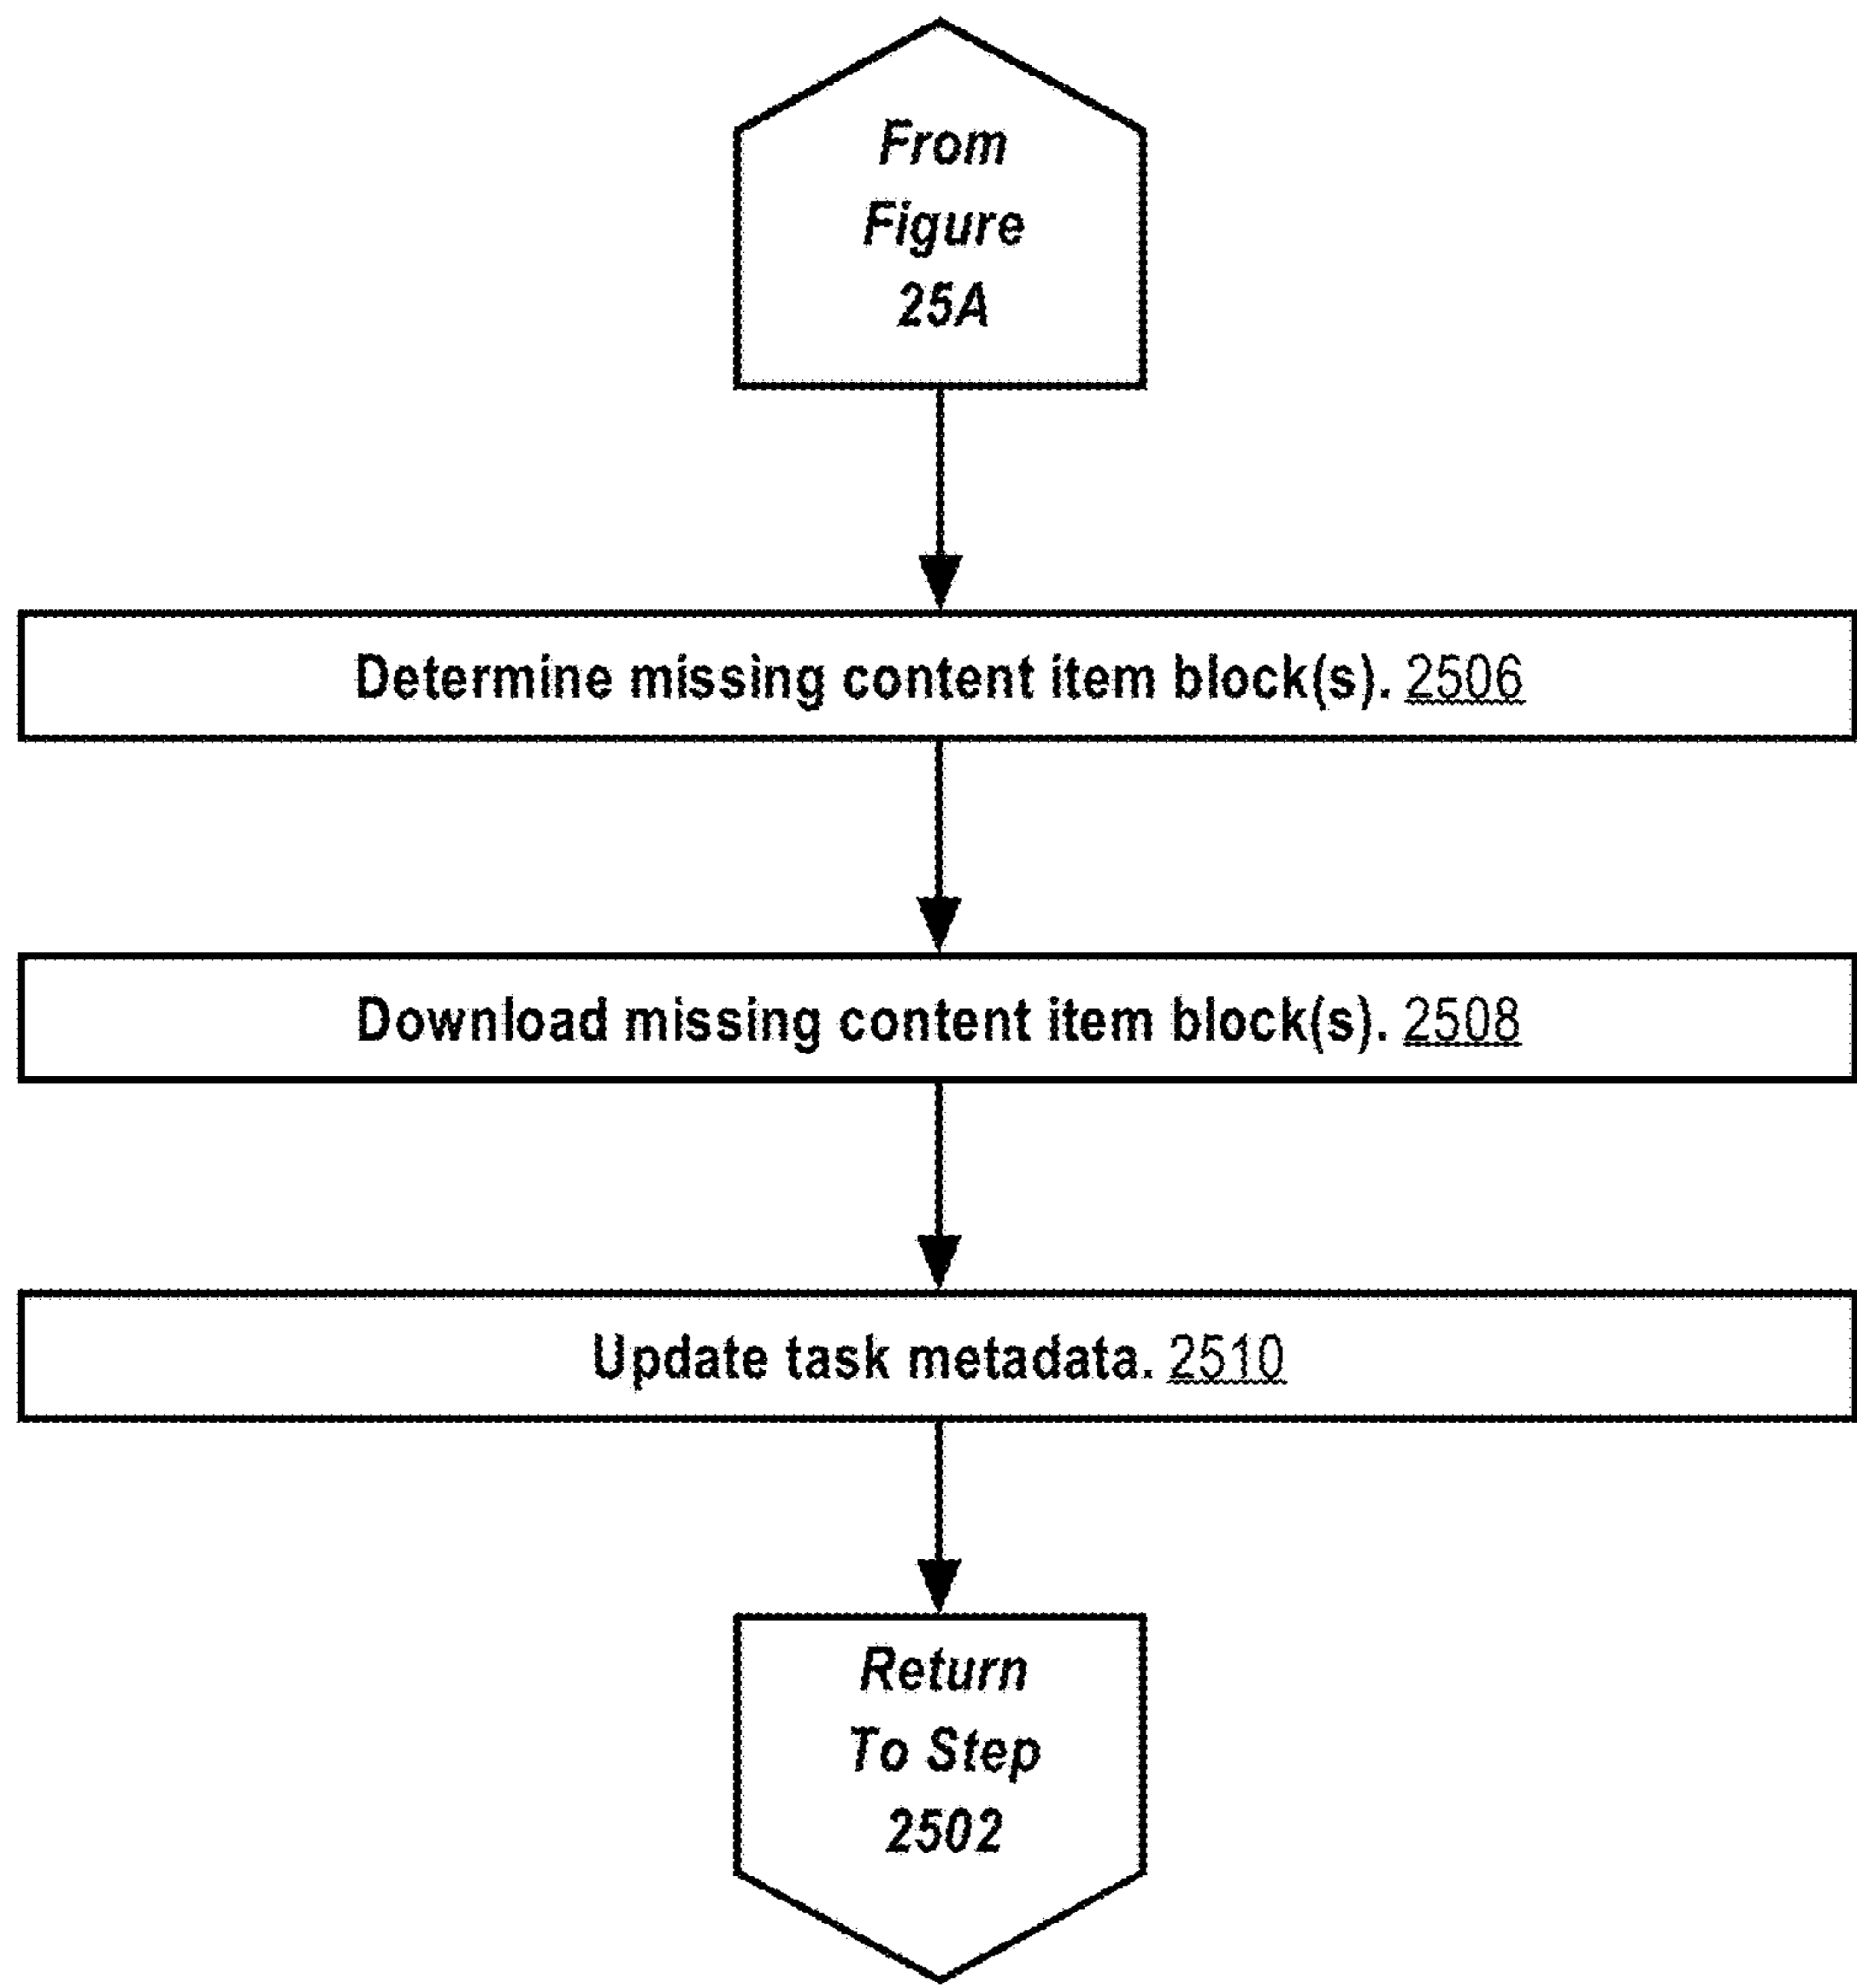 From
Figure
25A
Determine missing content item block(s). 2506
Download missing content item block(s). 2508
Update task metadata. 2510
Return
To Step
2502